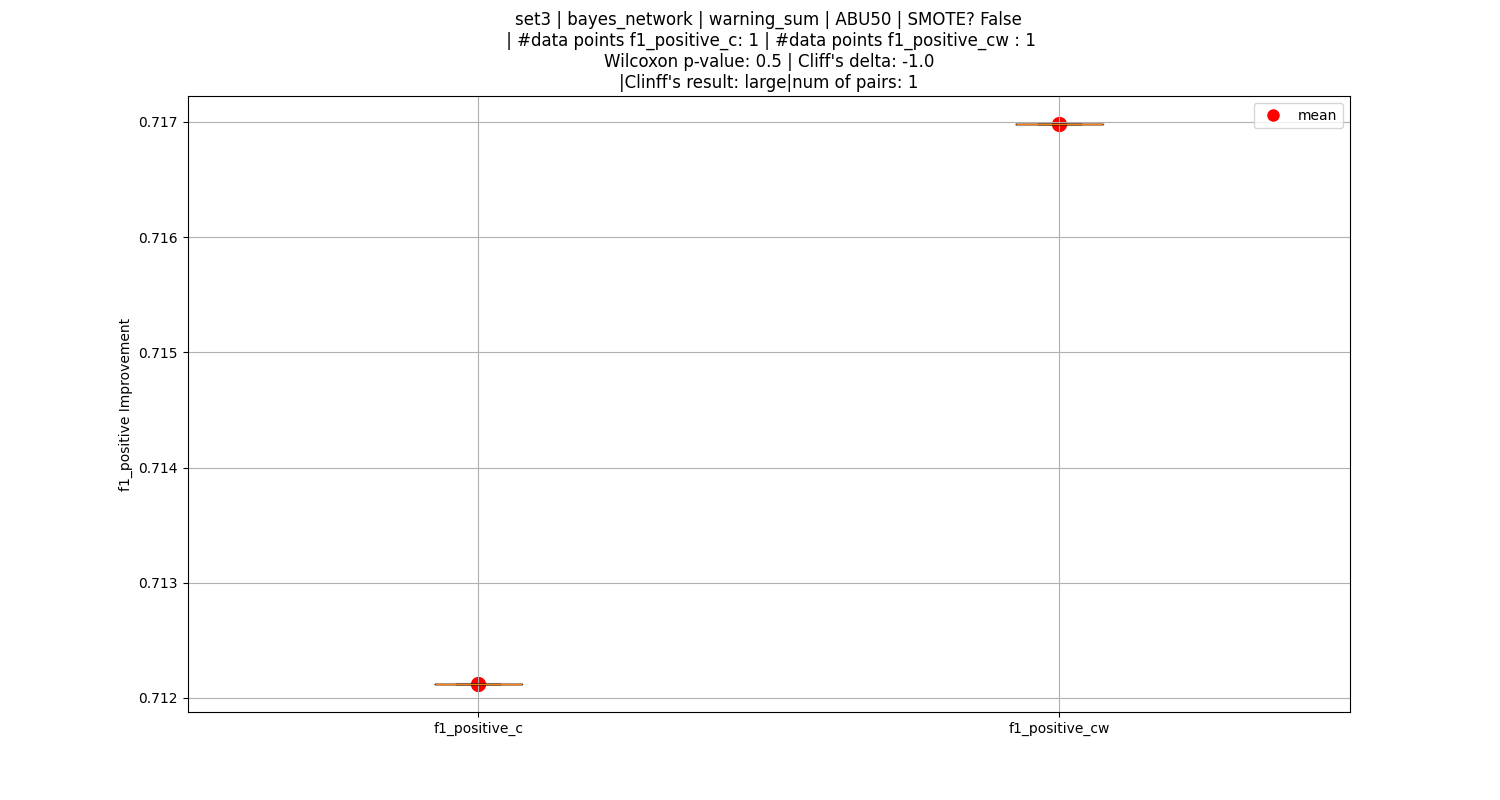 set3 | bayes_network | warning_sum | ABU50 | SMOTE? False
| #data points f1_positive_c: 1 | #data points f1_positive_cw : 1
Wilcoxon p-value: 0.5 | Cliff's delta: -1.0
|Clinff's result: large|num of pairs: 1
mean
0.717
0.716
0.715
0.714
0.713
0.712
f1_positive Improvement
f1_positive_c
f1_positive_cw